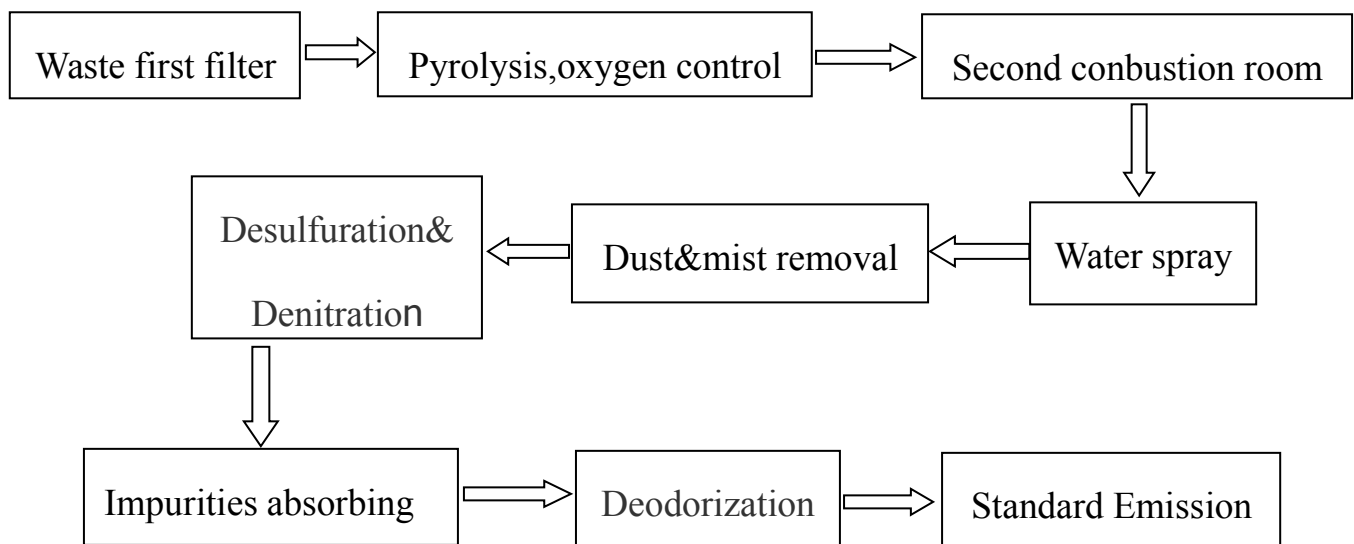 Waste first filter
Pyrolysis,oxygen control
Second conbustion room
Water spray
Dust&mist removal
Desulfuration&
Denitration
Impurities absorbing
Deodorization
Standard Emission